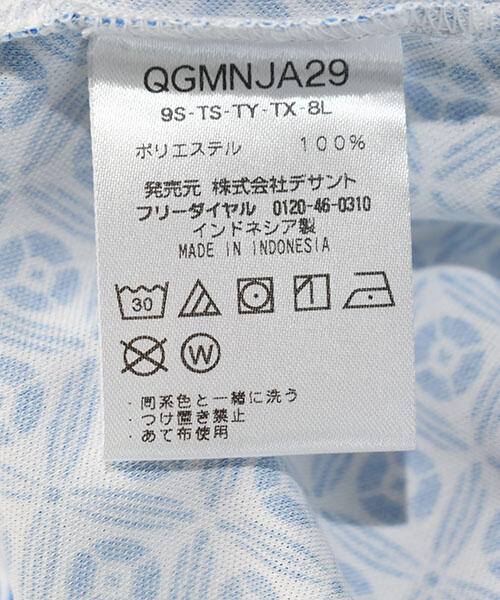 QGMNJA29
9S-TS-TY-TX-8L
ポリエステル 100%
発売元 株式会社デサント
フリーダイヤル 0120-46-0310
インドネシア製
MADE IN INDONESIA
30
W
・同系色と一緒に洗う
・つけ置き禁止
・あて布使用